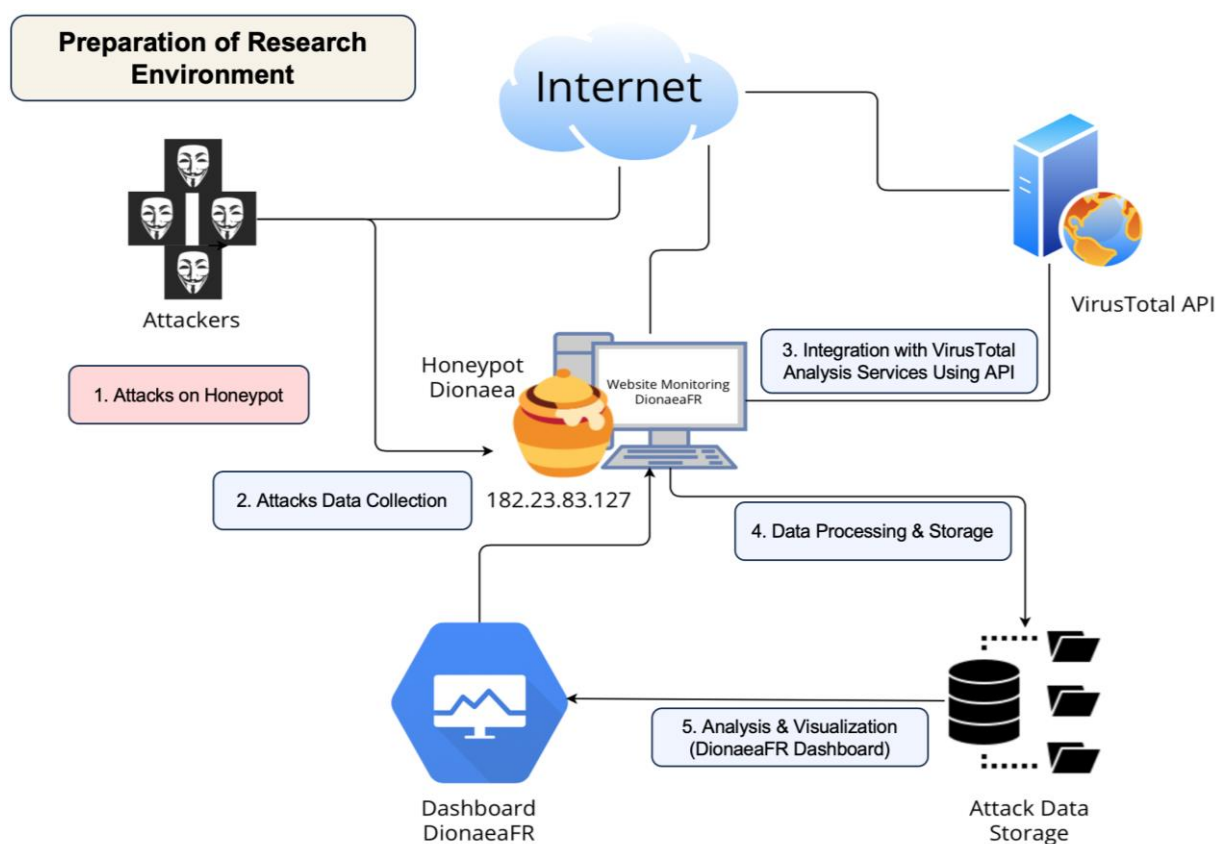 Preparation of Research
Environment
Internet
Attackers
VirusTotal API
1. Attacks on Honeypot
Honeypot
Dionaea
Website Monitoring
DionaeaFR
3. Integration with VirusTotal
Analysis Services Using API
2. Attacks Data Collection
182.23.83.127
4. Data Processing & Storage
5. Analysis & Visualization
(DionaeaFR Dashboard)
Dashboard
DionaeaFR
Attack Data
Storage